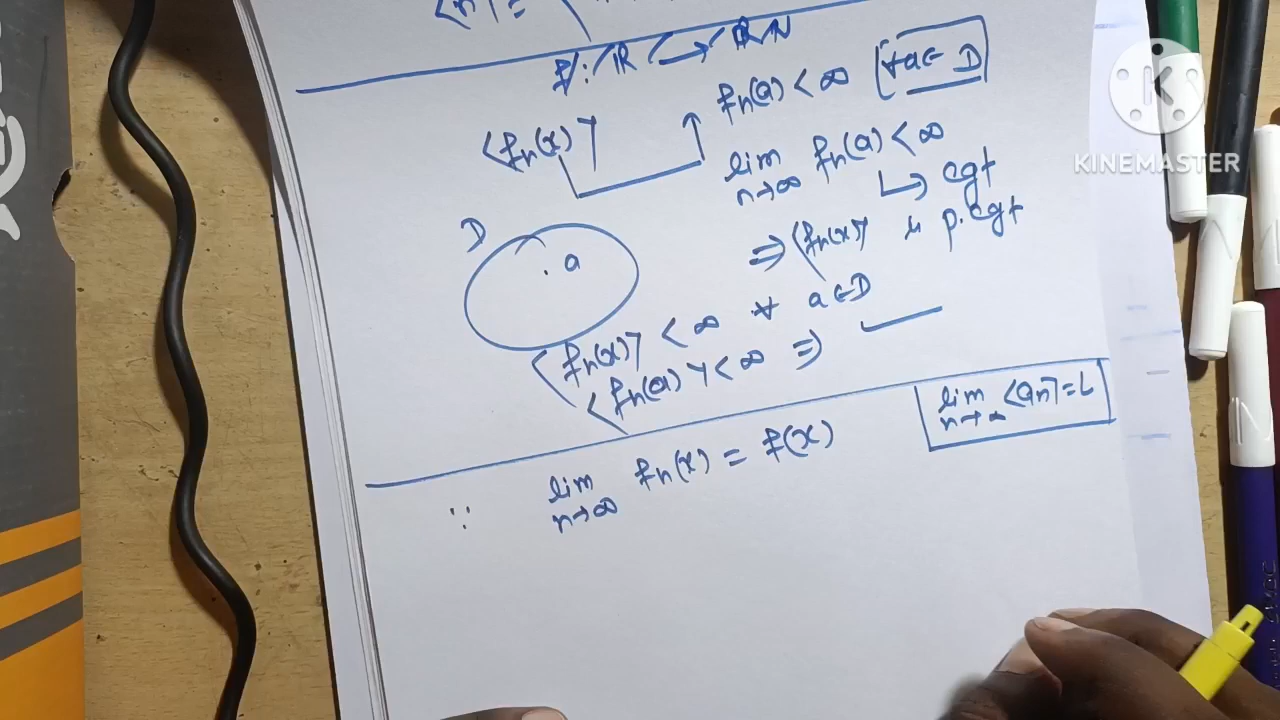 <fn(x)>
fn(a) < ∞ [∀a∈ D]
lim n→∞ fn(a) < ∞
↳ cgt
⇒ <fn(x)> is p.cgt
D
. a
<fn(x)> < ∞ ∀ a∈D
<fn(a)> < ∞ ⇒
lim n→∞ <an> = L
∵ lim n→∞ fn(x) = f(x)
KINEMASTER